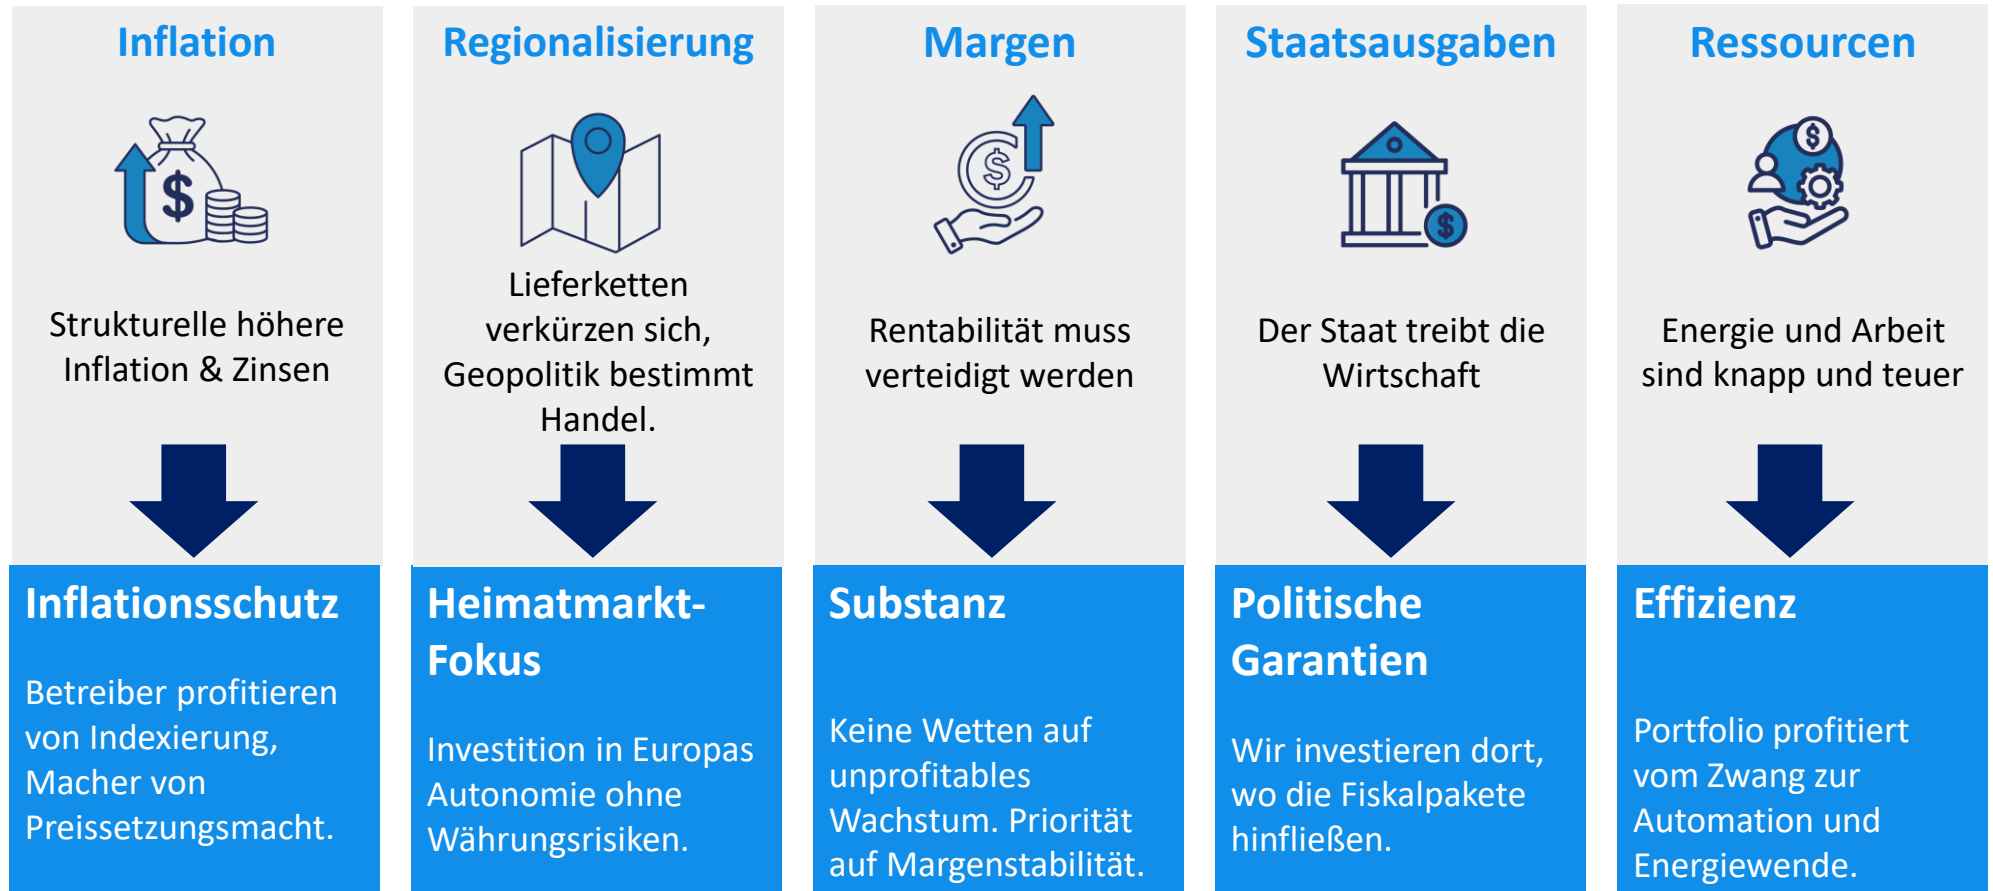 Inflation
$
Strukturelle höhere
Inflation & Zinsen
Inflationsschutz
Betreiber profitieren
von Indexierung,
Macher von
Preissetzungsmacht.
Regionalisierung
Lieferketten
verkürzen sich,
Geopolitik bestimmt
Handel.
Heimatmarkt-
Fokus
Investition in Europas
Autonomie ohne
Währungsrisiken.
Margen
$
Rentabilität muss
verteidigt werden
Substanz
Keine Wetten auf
unprofitables
Wachstum. Priorität
auf Margenstabilität.
Staatsausgaben
$
Der Staat treibt die
Wirtschaft
Politische
Garantien
Wir investieren dort,
wo die Fiskalpakete
hinfließen.
Ressourcen
$
Energie und Arbeit
sind knapp und teuer
Effizienz
Portfolio profitiert
vom Zwang zur
Automation und
Energiewende.